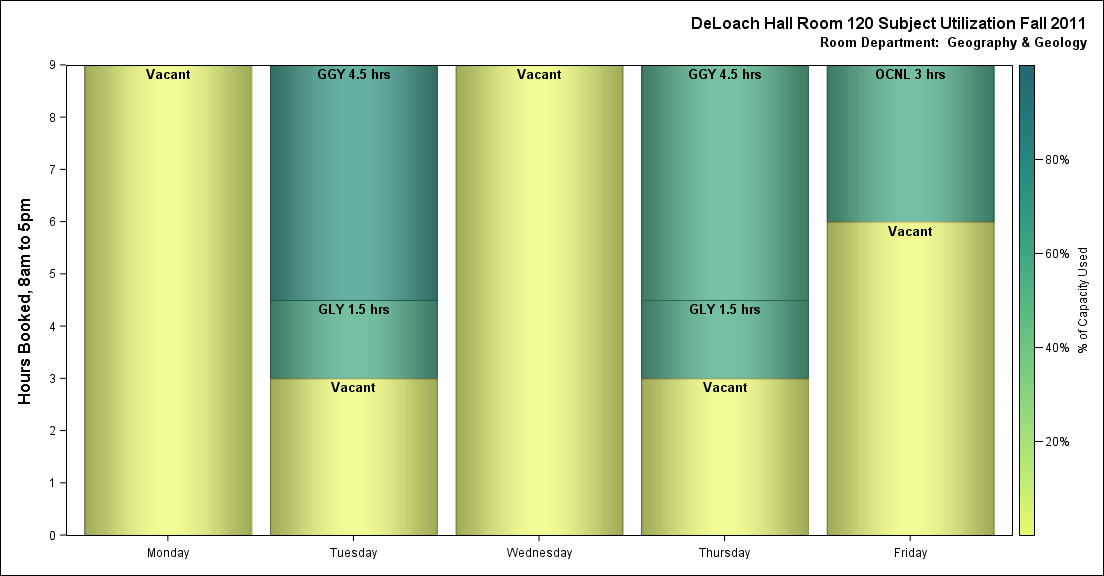 DeLoach Hall Room 120 Subject Utilization Fall 2011
Room Department:  Geography & Geology
Hours Booked, 8am to 5pm
9
8
7
6
5
4
3
2
1
0
Vacant
GGY 4.5 hrs
GLY 1.5 hrs
Vacant
Vacant
GGY 4.5 hrs
GLY 1.5 hrs
Vacant
OCNL 3 hrs
Vacant
Monday
Tuesday
Wednesday
Thursday
Friday
80%
60%
40%
20%
% of Capacity Used